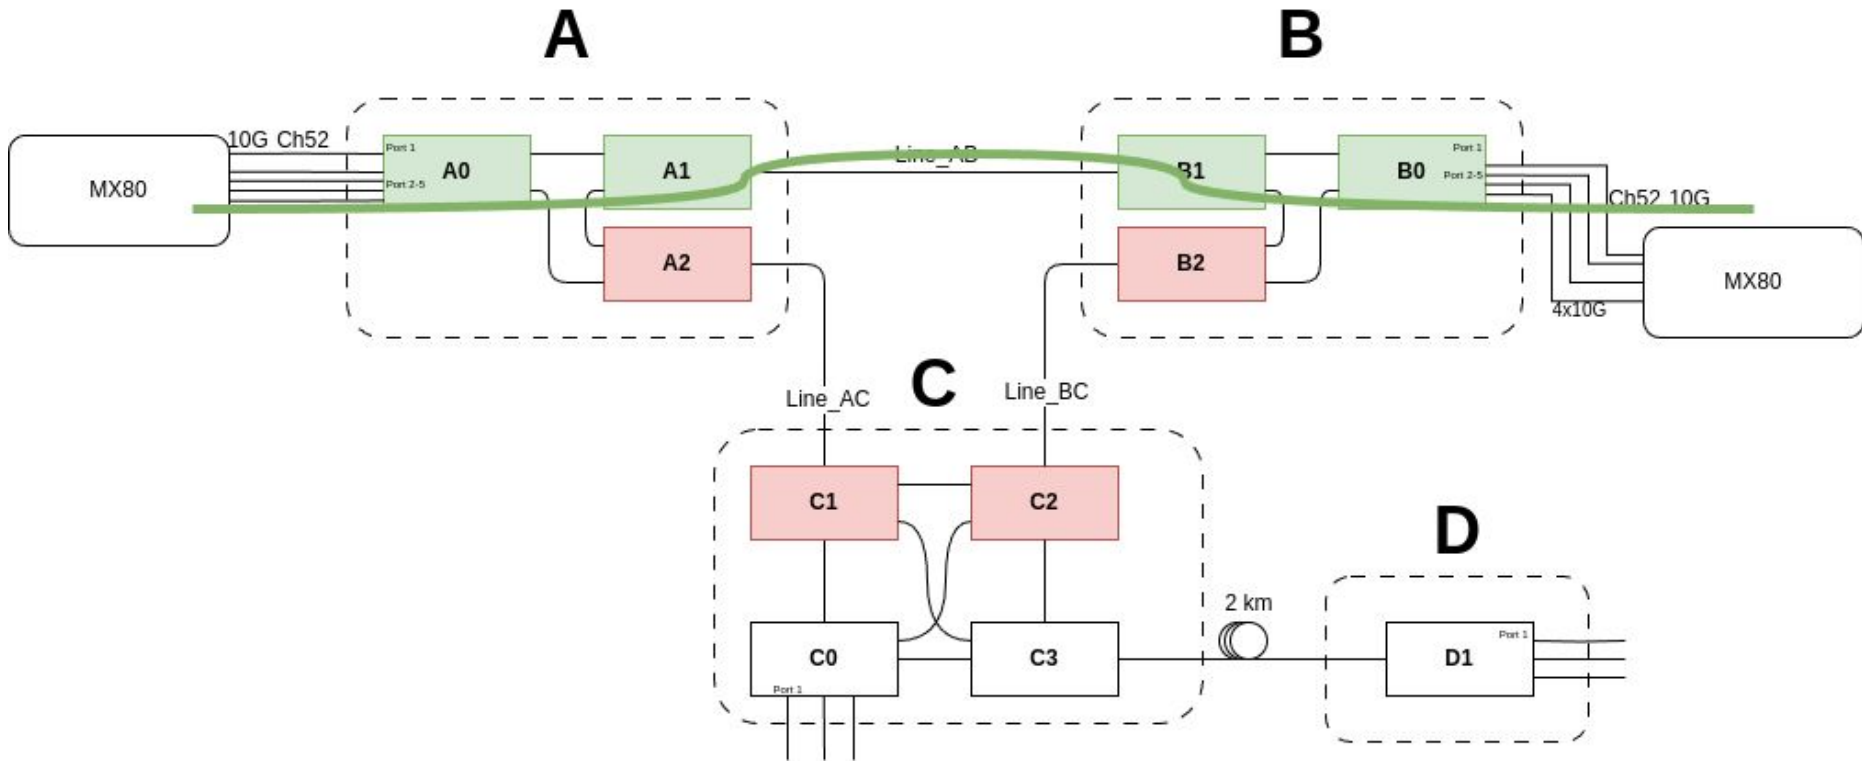 A
B
10G Ch52
MX80
Port 1
A0
Port 2-5
A1
Line_AB
B1
B0
Port 1
Port 2-5
Ch52 10G
A2
B2
MX80
4x10G
Line_AC
C
Line_BC
C1
C2
D
2 km
C0
Port 1
C3
D1
Port 1